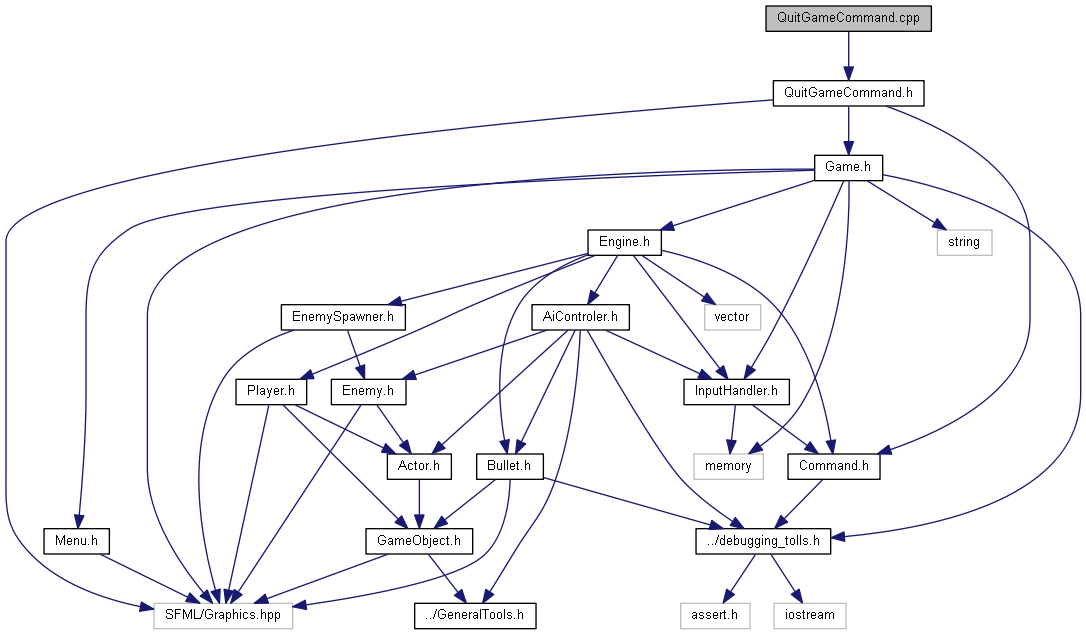 QuitGameCommand.cpp
QuitGameCommand.h
Game.h
Engine.h
string
EnemySpawner.h
AiControler.h
vector
Player.h
Enemy.h
InputHandler.h
Actor.h
Bullet.h
memory
Command.h
Menu.h
GameObject.h
../debugging_tolls.h
SFML/Graphics.hpp
../GeneralTools.h
assert.h
iostream